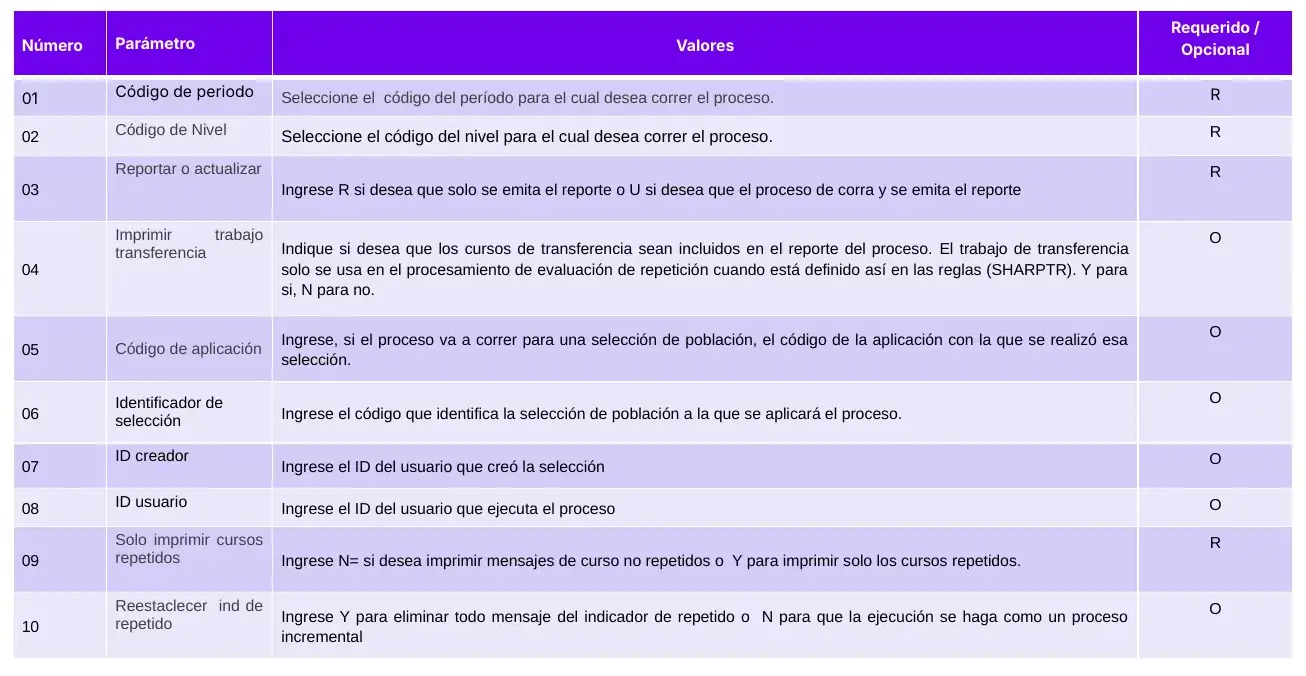 Número Parámetro Valores Requerido /
Opcional
01 Código de periodo Seleccione el  código del período para el cual desea correr el proceso. R
02 Código de Nivel Seleccione el código del nivel para el cual desea correr el proceso. R
03 Reportar o actualizar Ingrese R si desea que solo se emita el reporte o U si desea que el proceso de corra y se emita el reporte R
04 Imprimir trabajo
transferencia
Indique si desea que los cursos de transferencia sean incluidos en el reporte del proceso. El trabajo de transferencia
solo se usa en el procesamiento de evaluación de repetición cuando está definido así en las reglas (SHARPTR). Y para
si, N para no.
O
05 Código de aplicación
Ingrese, si el proceso va a correr para una selección de población, el código de la aplicación con la que se realizó esa
selección.
O
06 Identificador de
selección
Ingrese el código que identifica la selección de población a la que se aplicará el proceso.
O
07 ID creador Ingrese el ID del usuario que creó la selección O
08 ID usuario Ingrese el ID del usuario que ejecuta el proceso O
09 Solo imprimir cursos
repetidos
Ingrese N= si desea imprimir mensajes de curso no repetidos o  Y para imprimir solo los cursos repetidos.
R
10 Reestaclecer ind de
repetido
Ingrese Y para eliminar todo mensaje del indicador de repetido o  N para que la ejecución se haga como un proceso
incremental
O